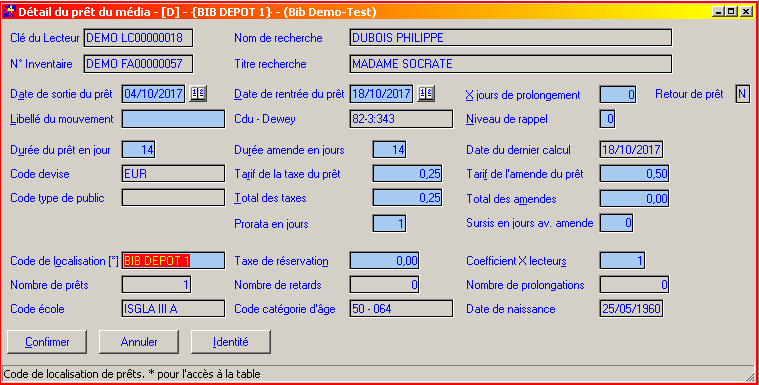 Détail du prêt du média - [D] - {BIB DEPOT 1} - (Bib Demo-Test)
Clé du Lecteur DEMO LC00000018 Nom de recherche DUBOIS PHILIPPE
N° Inventaire DEMO FA00000057 Titre recherche MADAME SOCRATE
Date de sortie du prêt 04/10/2017 12 Date de rentrée du prêt 18/10/2017 12 X jours de prolongement 0 Retour de prêt N
Libellé du mouvement Cdu - Dewey 82-3:343 Niveau de rappel 0
Durée du prêt en jour 14 Durée amende en jours 14 Date du dernier calcul 18/10/2017
Code devise EUR Tarif de la taxe du prêt 0,25 Tarif de l'amende du prêt 0,50
Code type de public Total des taxes 0,25 Total des amendes 0,00
Prorata en jours 1 Sursis en jours av. amende 0
Code de localisation [*] BIB DEPOT 1 Taxe de réservation 0,00 Coefficient X lecteurs 1
Nombre de prêts 1 Nombre de retards 0 Nombre de prolongations 0
Code école ISGLA III A Code catégorie d'âge 50 - 064 Date de naissance 25/05/1960
Confirmer Annuler Identité
Code de localisation de prêts. * pour l'accès à la table